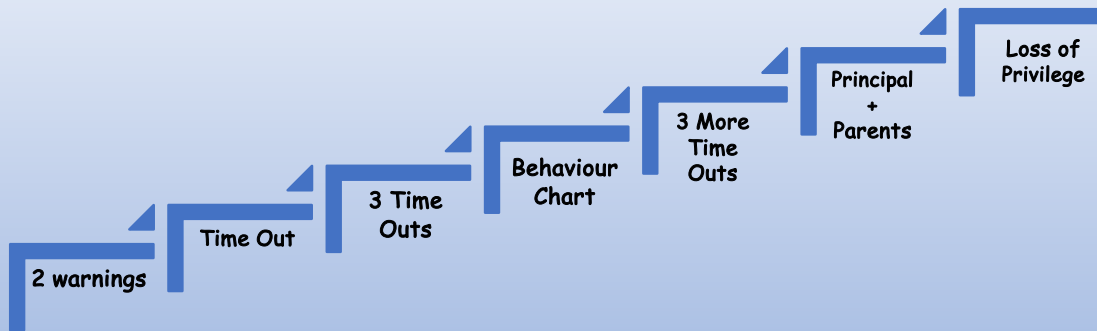 2 warnings
Time Out
3 Time
Outs
Behaviour
Chart
3 More
Time
Outs
Principal
+
Parents
Loss of
Privilege